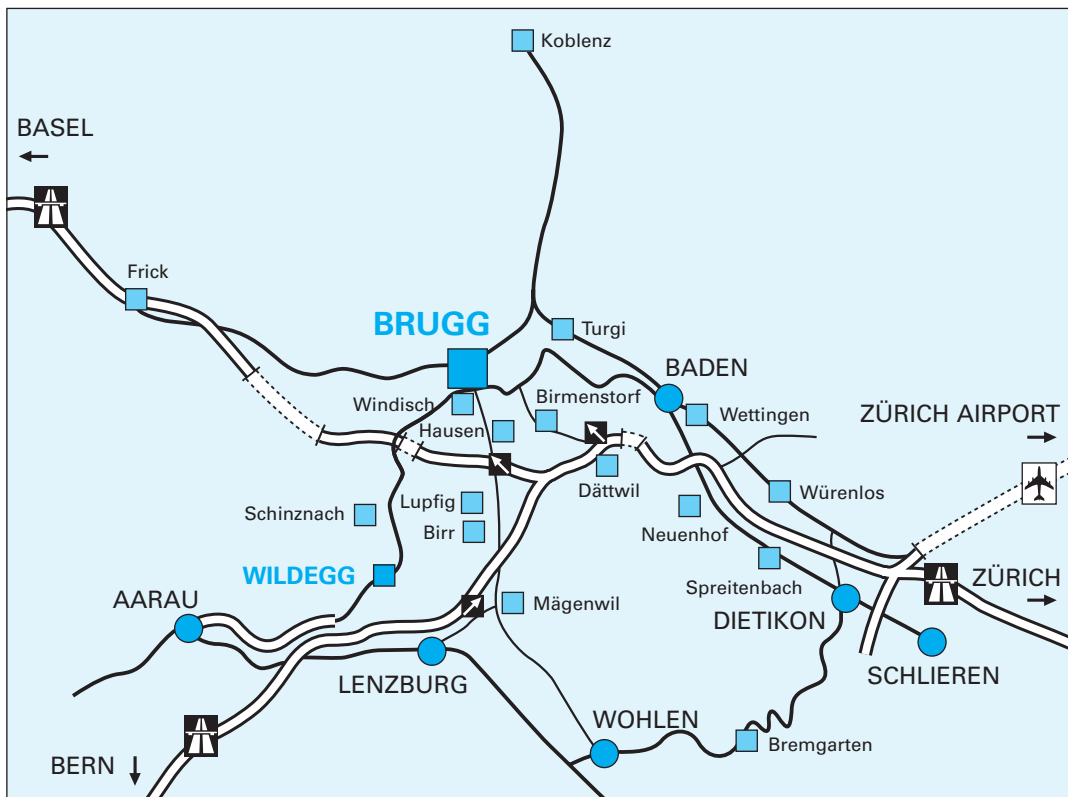 Koblenz
BASEL
Frick
BRUGG
Turgi
BADEN
Windisch
Birmenstorf
Wettingen
ZÜRICH AIRPORT
Hausen
Dättwil
Würenlos
Schinznach
Lupfig
Birr
Neuenhof
WILDEGG
Spreitenbach
ZÜRICH
AARAU
Mägenwil
DIETIKON
LENZBURG
SCHLIEREN
WOHLEN
Bremgarten
BERN